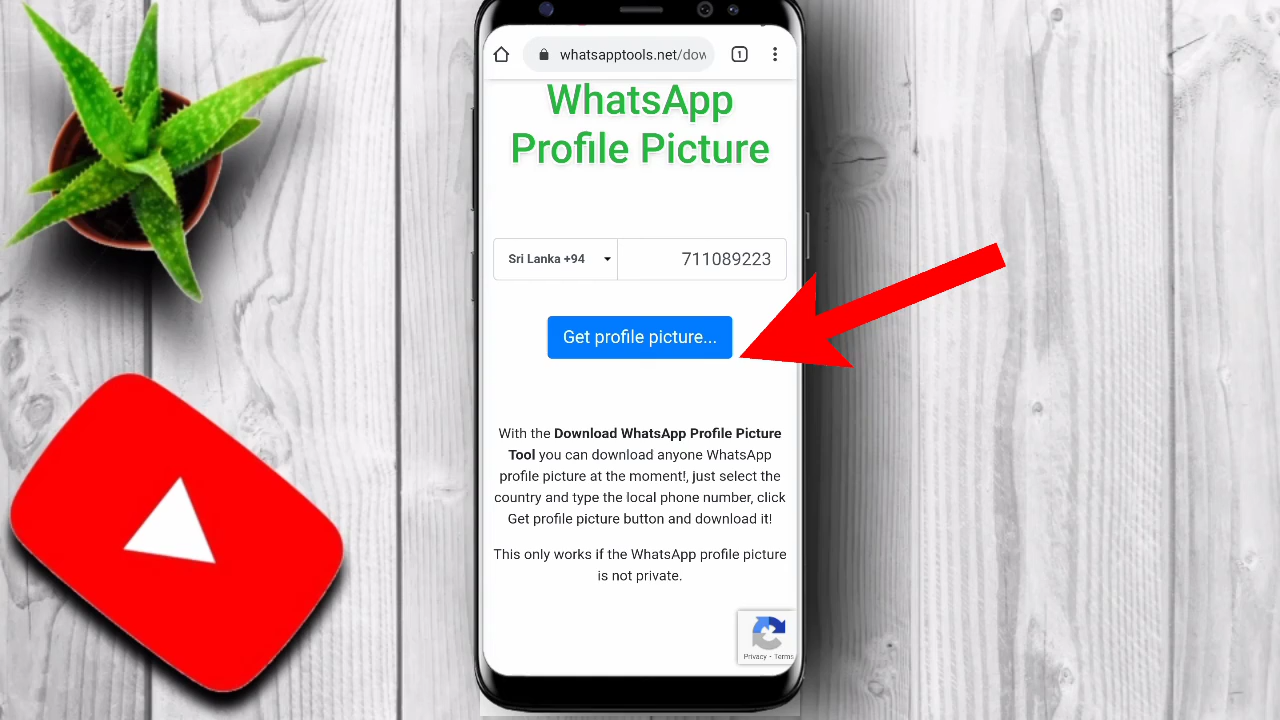 whatsapptools.net/dow
1
WhatsApp
Profile Picture
Sri Lanka +94
711089223
Get profile picture...
With the Download WhatsApp Profile Picture
Tool you can download anyone WhatsApp
profile picture at the moment!, just select the
country and type the local phone number, click
Get profile picture button and download it!
This only works if the WhatsApp profile picture
is not private.
Privacy - Terms